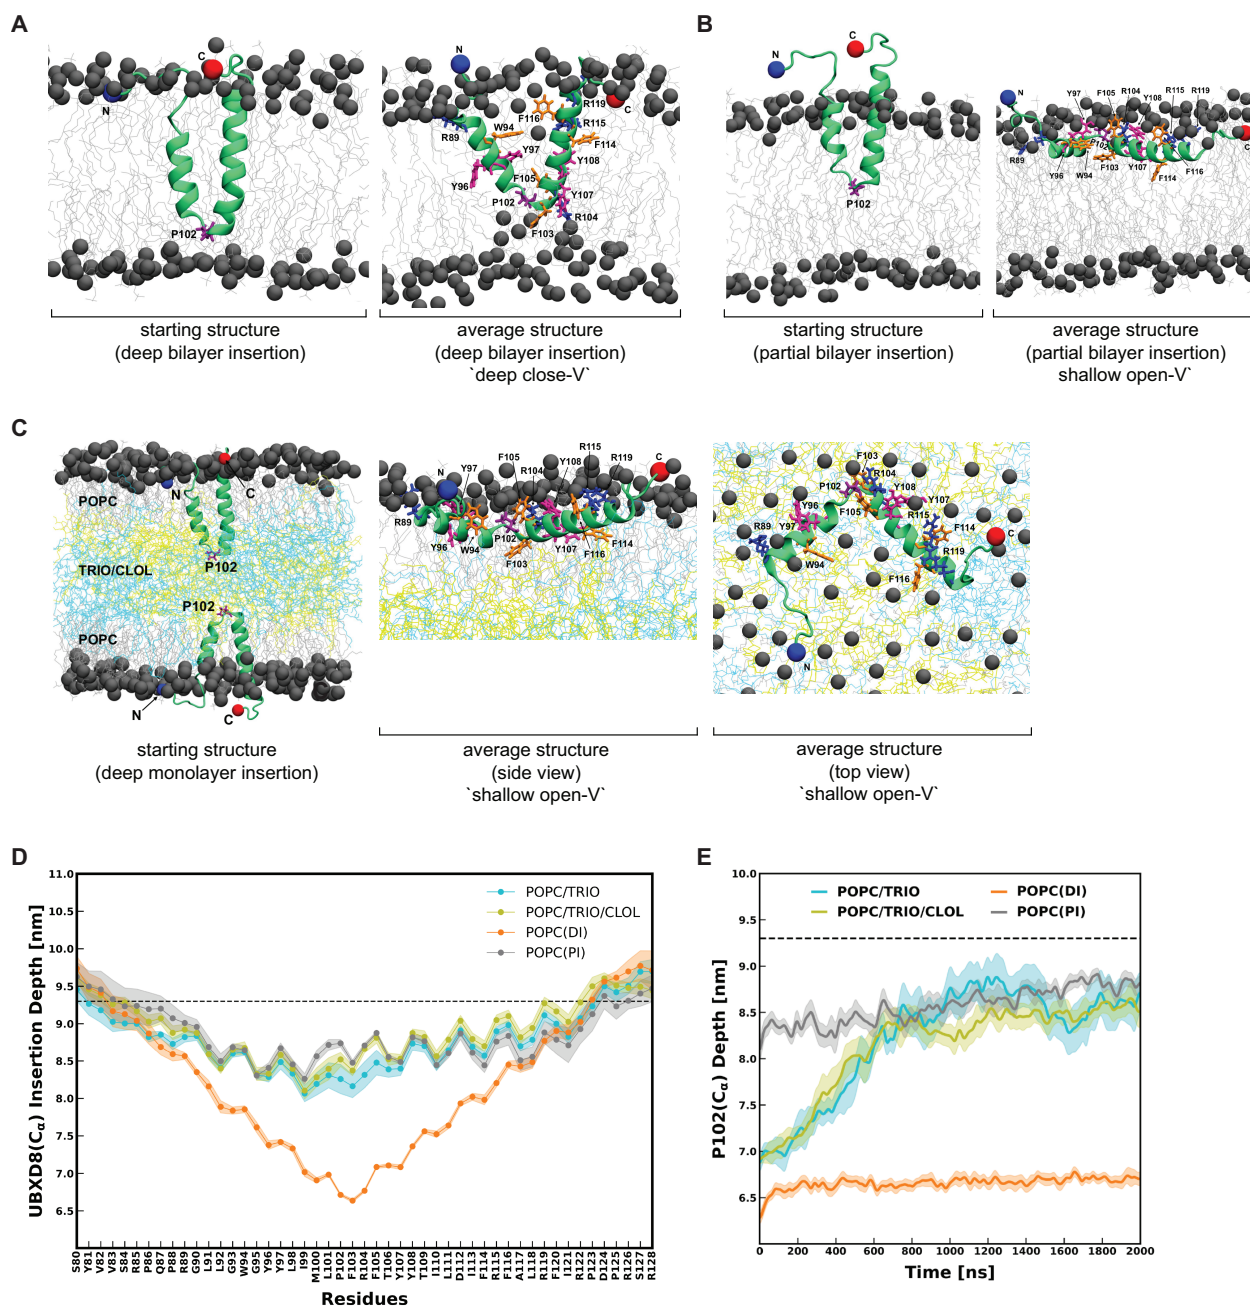 A
N
C
P102
starting structure
(deep bilayer insertion)
N
C
R119
F116
R115
R89
W94
F114
Y97
Y108
Y96
F105
P102
Y107
R104
F103
average structure
(deep bilayer insertion)
`deep close-V`
B
N
C
P102
starting structure
(partial bilayer insertion)
N
Y97
F105
R104
Y108
R115
R119
C
R89
P102
Y96
W94
F103
Y107
F114
F116
average structure
(partial bilayer insertion)
shallow open-V`
C
POPC
N
C
P102
TRIO/CLOL
P102
POPC
N
C
starting structure
(deep monolayer insertion)
N
Y97
F105
R104
Y108
R115
R119
C
R89
Y96
W94
P102
F103
Y107
F116
F114
average structure
(side view)
`shallow open-V`
F103
P102
R104
Y108
Y107
Y96
F105
R115
F114
R89
Y97
W94
R119
C
F116
N
average structure
(top view)
`shallow open-V`
D
UBXD8(Cα) Insertion Depth [nm]
11.0
10.5
10.0
9.5
9.0
8.5
8.0
7.5
7.0
6.5
POPC/TRIO
POPC/TRIO/CLOL
POPC(DI)
POPC(PI)
S80 Y81 V82 V83 S84 R85 P86 Q87 P88 R89 G90 L91 L92 G93 W94 G95 Y96 Y97 L98 I99 M100 L101 P102 F103 R104 F105 T106 Y107 Y108 T109 I110 L111 D112 I113 F114 R115 F116 A117 L118 R119 F120 I121 R122 P123 D124 P125 R126 S127 R128
Residues
E
P102(Cα) Depth [nm]
10.0
9.5
9.0
8.5
8.0
7.5
7.0
6.5
POPC/TRIO
POPC/TRIO/CLOL
POPC(DI)
POPC(PI)
0 200 400 600 800 1000 1200 1400 1600 1800 2000
Time [ns]